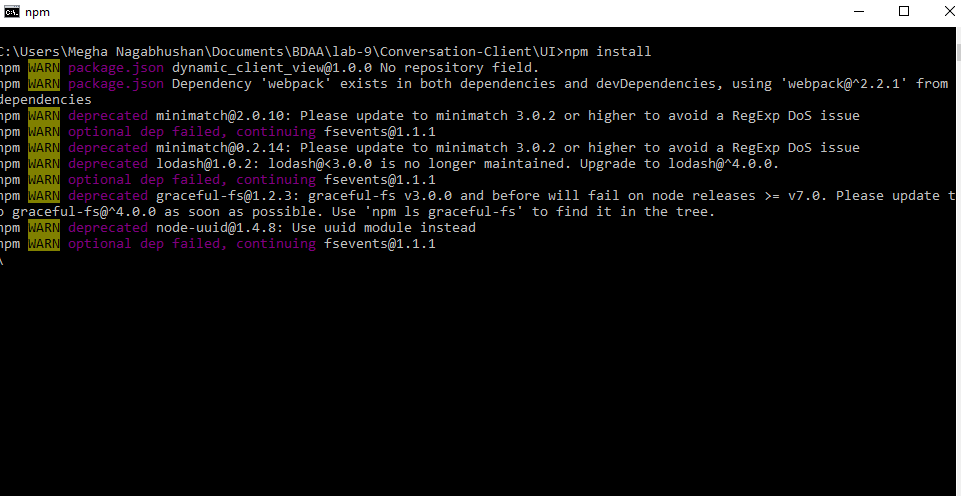 npm
C:\Users\Megha Nagabhushan\Documents\BDAA\lab-9\Conversation-Client\UI>npm install
npm WARN package.json dynamic_client_view@1.0.0 No repository field.
npm WARN package.json Dependency 'webpack' exists in both dependencies and devDependencies, using 'webpack@^2.2.1' from
dependencies
npm WARN deprecated minimatch@2.0.10: Please update to minimatch 3.0.2 or higher to avoid a RegExp DoS issue
npm WARN optional dep failed, continuing fsevents@1.1.1
npm WARN deprecated minimatch@0.2.14: Please update to minimatch 3.0.2 or higher to avoid a RegExp DoS issue
npm WARN deprecated lodash@1.0.2: lodash@<3.0.0 is no longer maintained. Upgrade to lodash@^4.0.0.
npm WARN optional dep failed, continuing fsevents@1.1.1
npm WARN deprecated graceful-fs@1.2.3: graceful-fs v3.0.0 and before will fail on node releases >= v7.0. Please update t
o graceful-fs@^4.0.0 as soon as possible. Use 'npm ls graceful-fs' to find it in the tree.
npm WARN deprecated node-uuid@1.4.8: Use uuid module instead
npm WARN optional dep failed, continuing fsevents@1.1.1
\